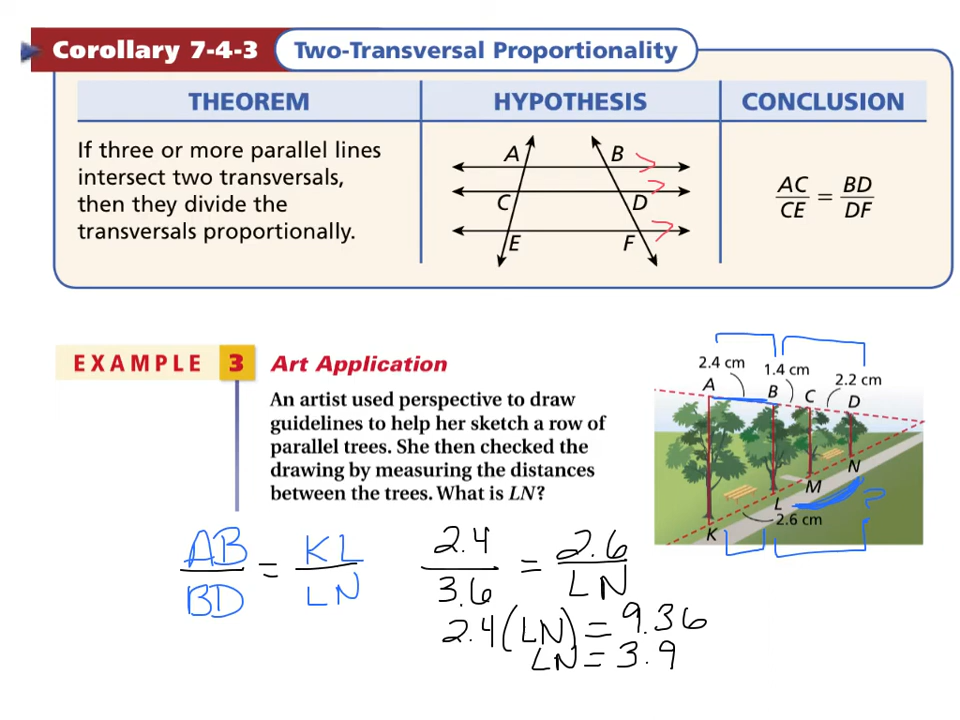 Corollary 7-4-3 Two-Transversal Proportionality
THEOREM HYPOTHESIS CONCLUSION
If three or more parallel lines
intersect two transversals,
then they divide the
transversals proportionally.
A B
C D
E F
AC/CE = BD/DF
EXAMPLE 3 Art Application
An artist used perspective to draw
guidelines to help her sketch a row of
parallel trees. She then checked the
drawing by measuring the distances
between the trees. What is LN?
2.4 cm 1.4 cm 2.2 cm
A B C D
K L M N ?
2.6 cm
AB/BD = KL/LN
2.4/3.6 = 2.6/LN
2.4(LN) = 9.36
LN = 3.9